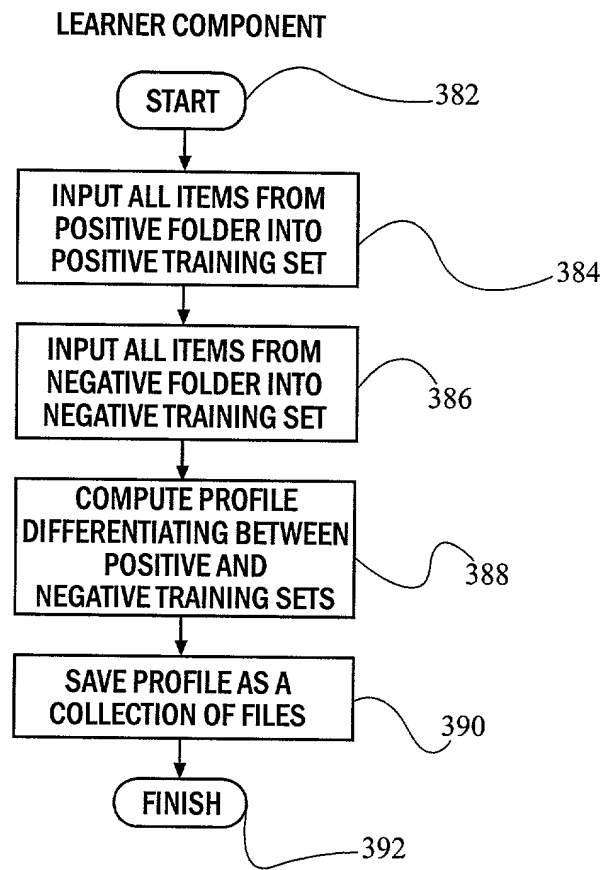 LEARNER COMPONENT
START
382
INPUT ALL ITEMS FROM
POSITIVE FOLDER INTO
POSITIVE TRAINING SET
384
INPUT ALL ITEMS FROM
NEGATIVE FOLDER INTO
NEGATIVE TRAINING SET
386
COMPUTE PROFILE
DIFFERENTIATING BETWEEN
POSITIVE AND
NEGATIVE TRAINING SETS
388
SAVE PROFILE AS A
COLLECTION OF FILES
390
FINISH
392